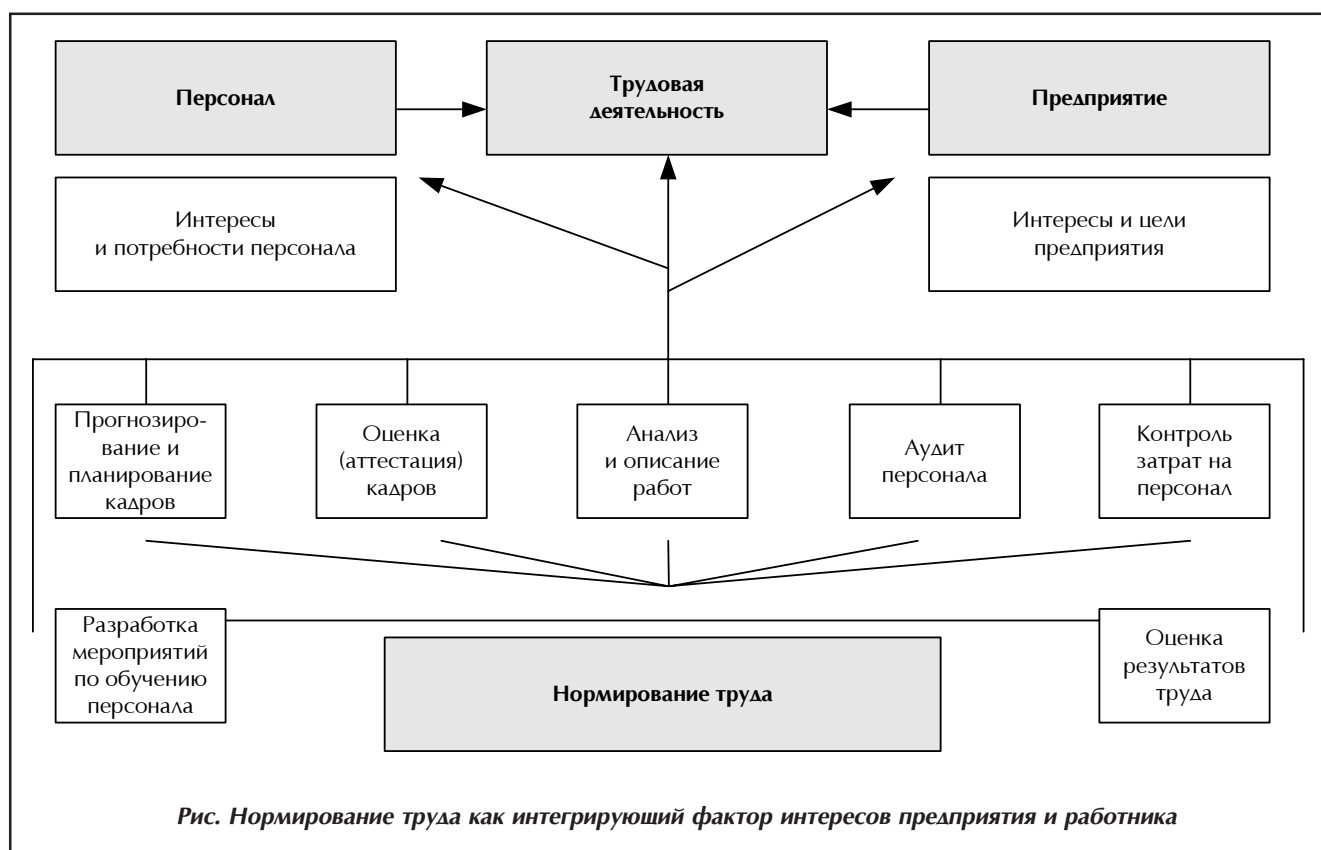 Персонал
Трудовая
деятельность
Предприятие
Интересы
и потребности персонала
Интересы и цели
предприятия
Прогнозиро-
вание и
планирование
кадров
Оценка
(аттестация)
кадров
Анализ
и описание
работ
Аудит
персонала
Контроль
затрат на
персонал
Разработка
мероприятий
по обучению
персонала
Нормирование труда
Оценка
результатов
труда
Рис. Нормирование труда как интегрирующий фактор интересов предприятия и работника